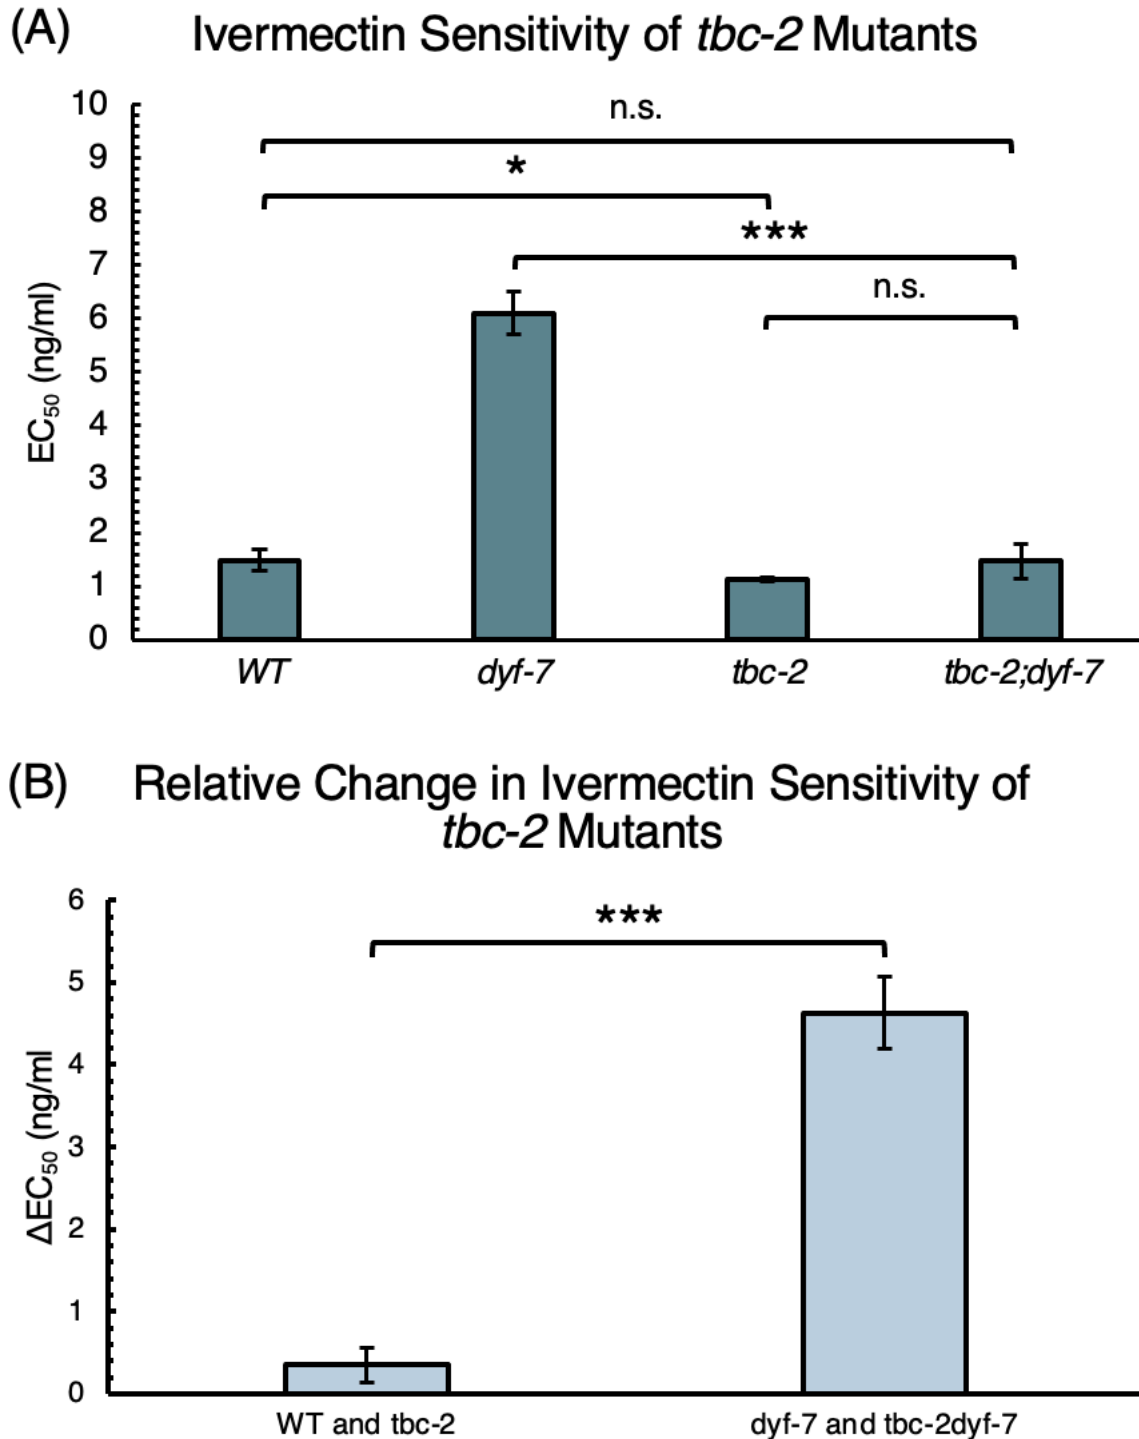 (A) Ivermectin Sensitivity of tbc-2 Mutants
10
n.s.
9
*
8
***
7
n.s.
6
5
4
3
2
1
0
EC50 (ng/ml)
WT dyf-7 tbc-2 tbc-2;dyf-7
(B) Relative Change in Ivermectin Sensitivity of
tbc-2 Mutants
6
***
5
4
3
2
1
0
ΔEC50 (ng/ml
WT and tbc-2 dyf-7 and tbc-2dyf-7